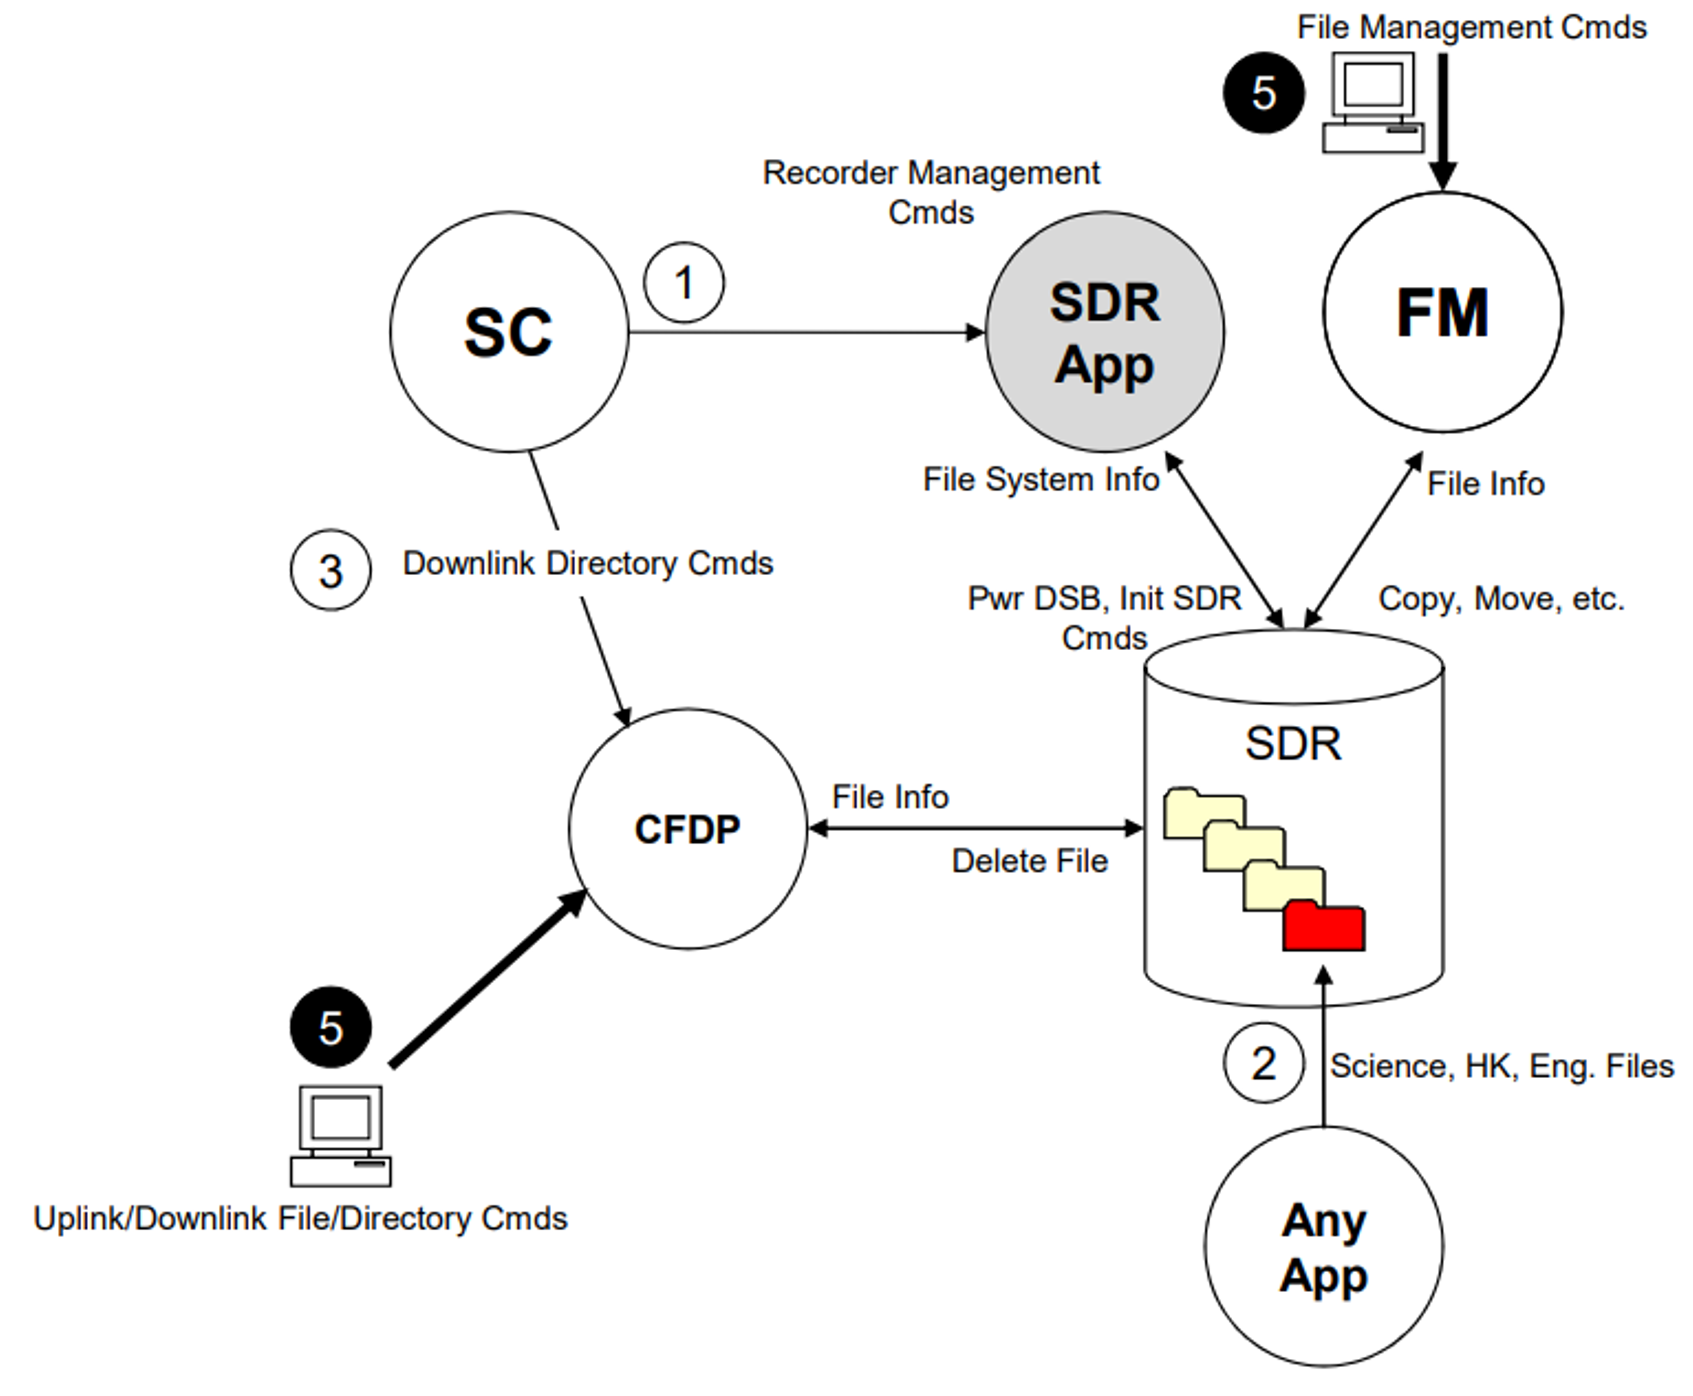 File Management Cmds
5
Recorder Management
Cmds
SC
1
SDR
App
FM
File System Info
File Info
3
Downlink Directory Cmds
Pwr DSB, Init SDR
Cmds
Copy, Move, etc.
SDR
CFDP
File Info
Delete File
5
2
Science, HK, Eng. Files
Uplink/Downlink File/Directory Cmds
Any
App